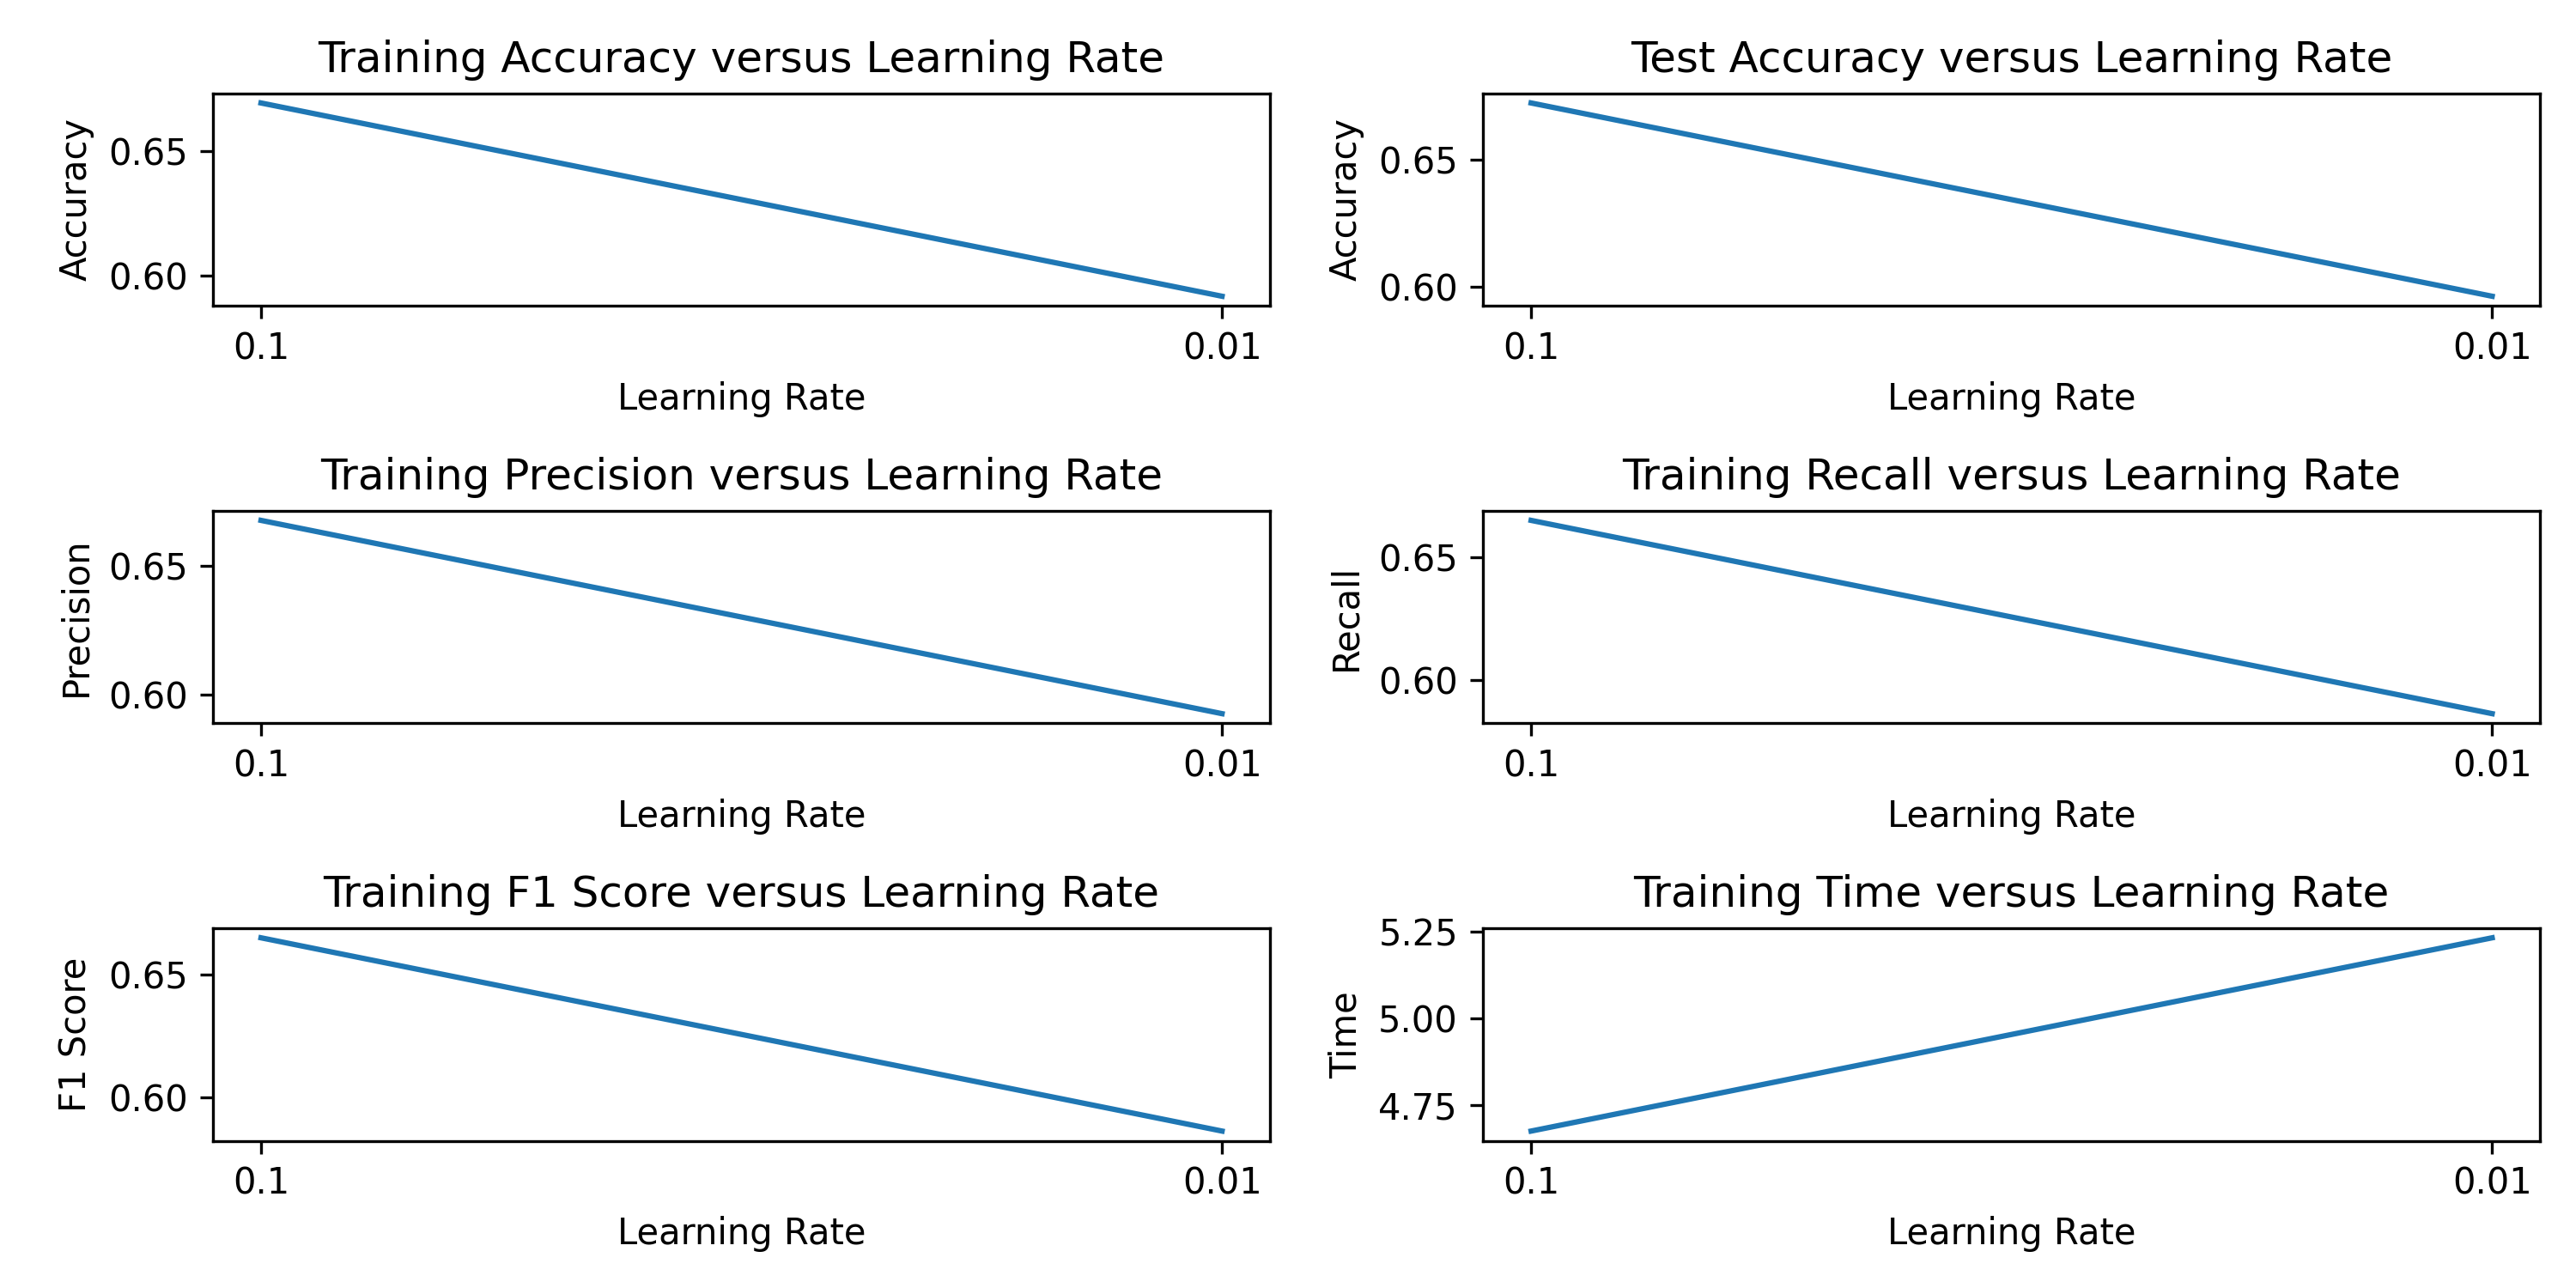 Training Accuracy versus Learning Rate
Accuracy
0.65
0.60
0.1
0.01
Learning Rate
Test Accuracy versus Learning Rate
Accuracy
0.65
0.60
0.1
0.01
Learning Rate
Training Precision versus Learning Rate
Precision
0.65
0.60
0.1
0.01
Learning Rate
Training Recall versus Learning Rate
Recall
0.65
0.60
0.1
0.01
Learning Rate
Training F1 Score versus Learning Rate
F1 Score
0.65
0.60
0.1
0.01
Learning Rate
Training Time versus Learning Rate
Time
5.25
5.00
4.75
0.1
0.01
Learning Rate